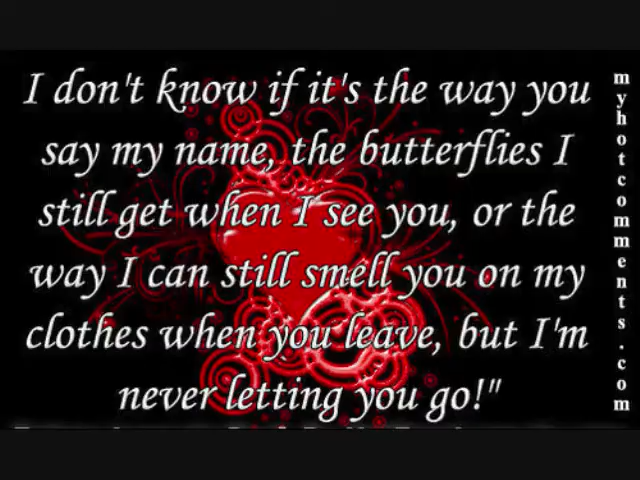 I don't know if it's the way you
say my name, the butterflies I
still get when I see you, or the
way I can still smell you on my
clothes when you leave, but I'm
never letting you go!"
myhotcomments.com